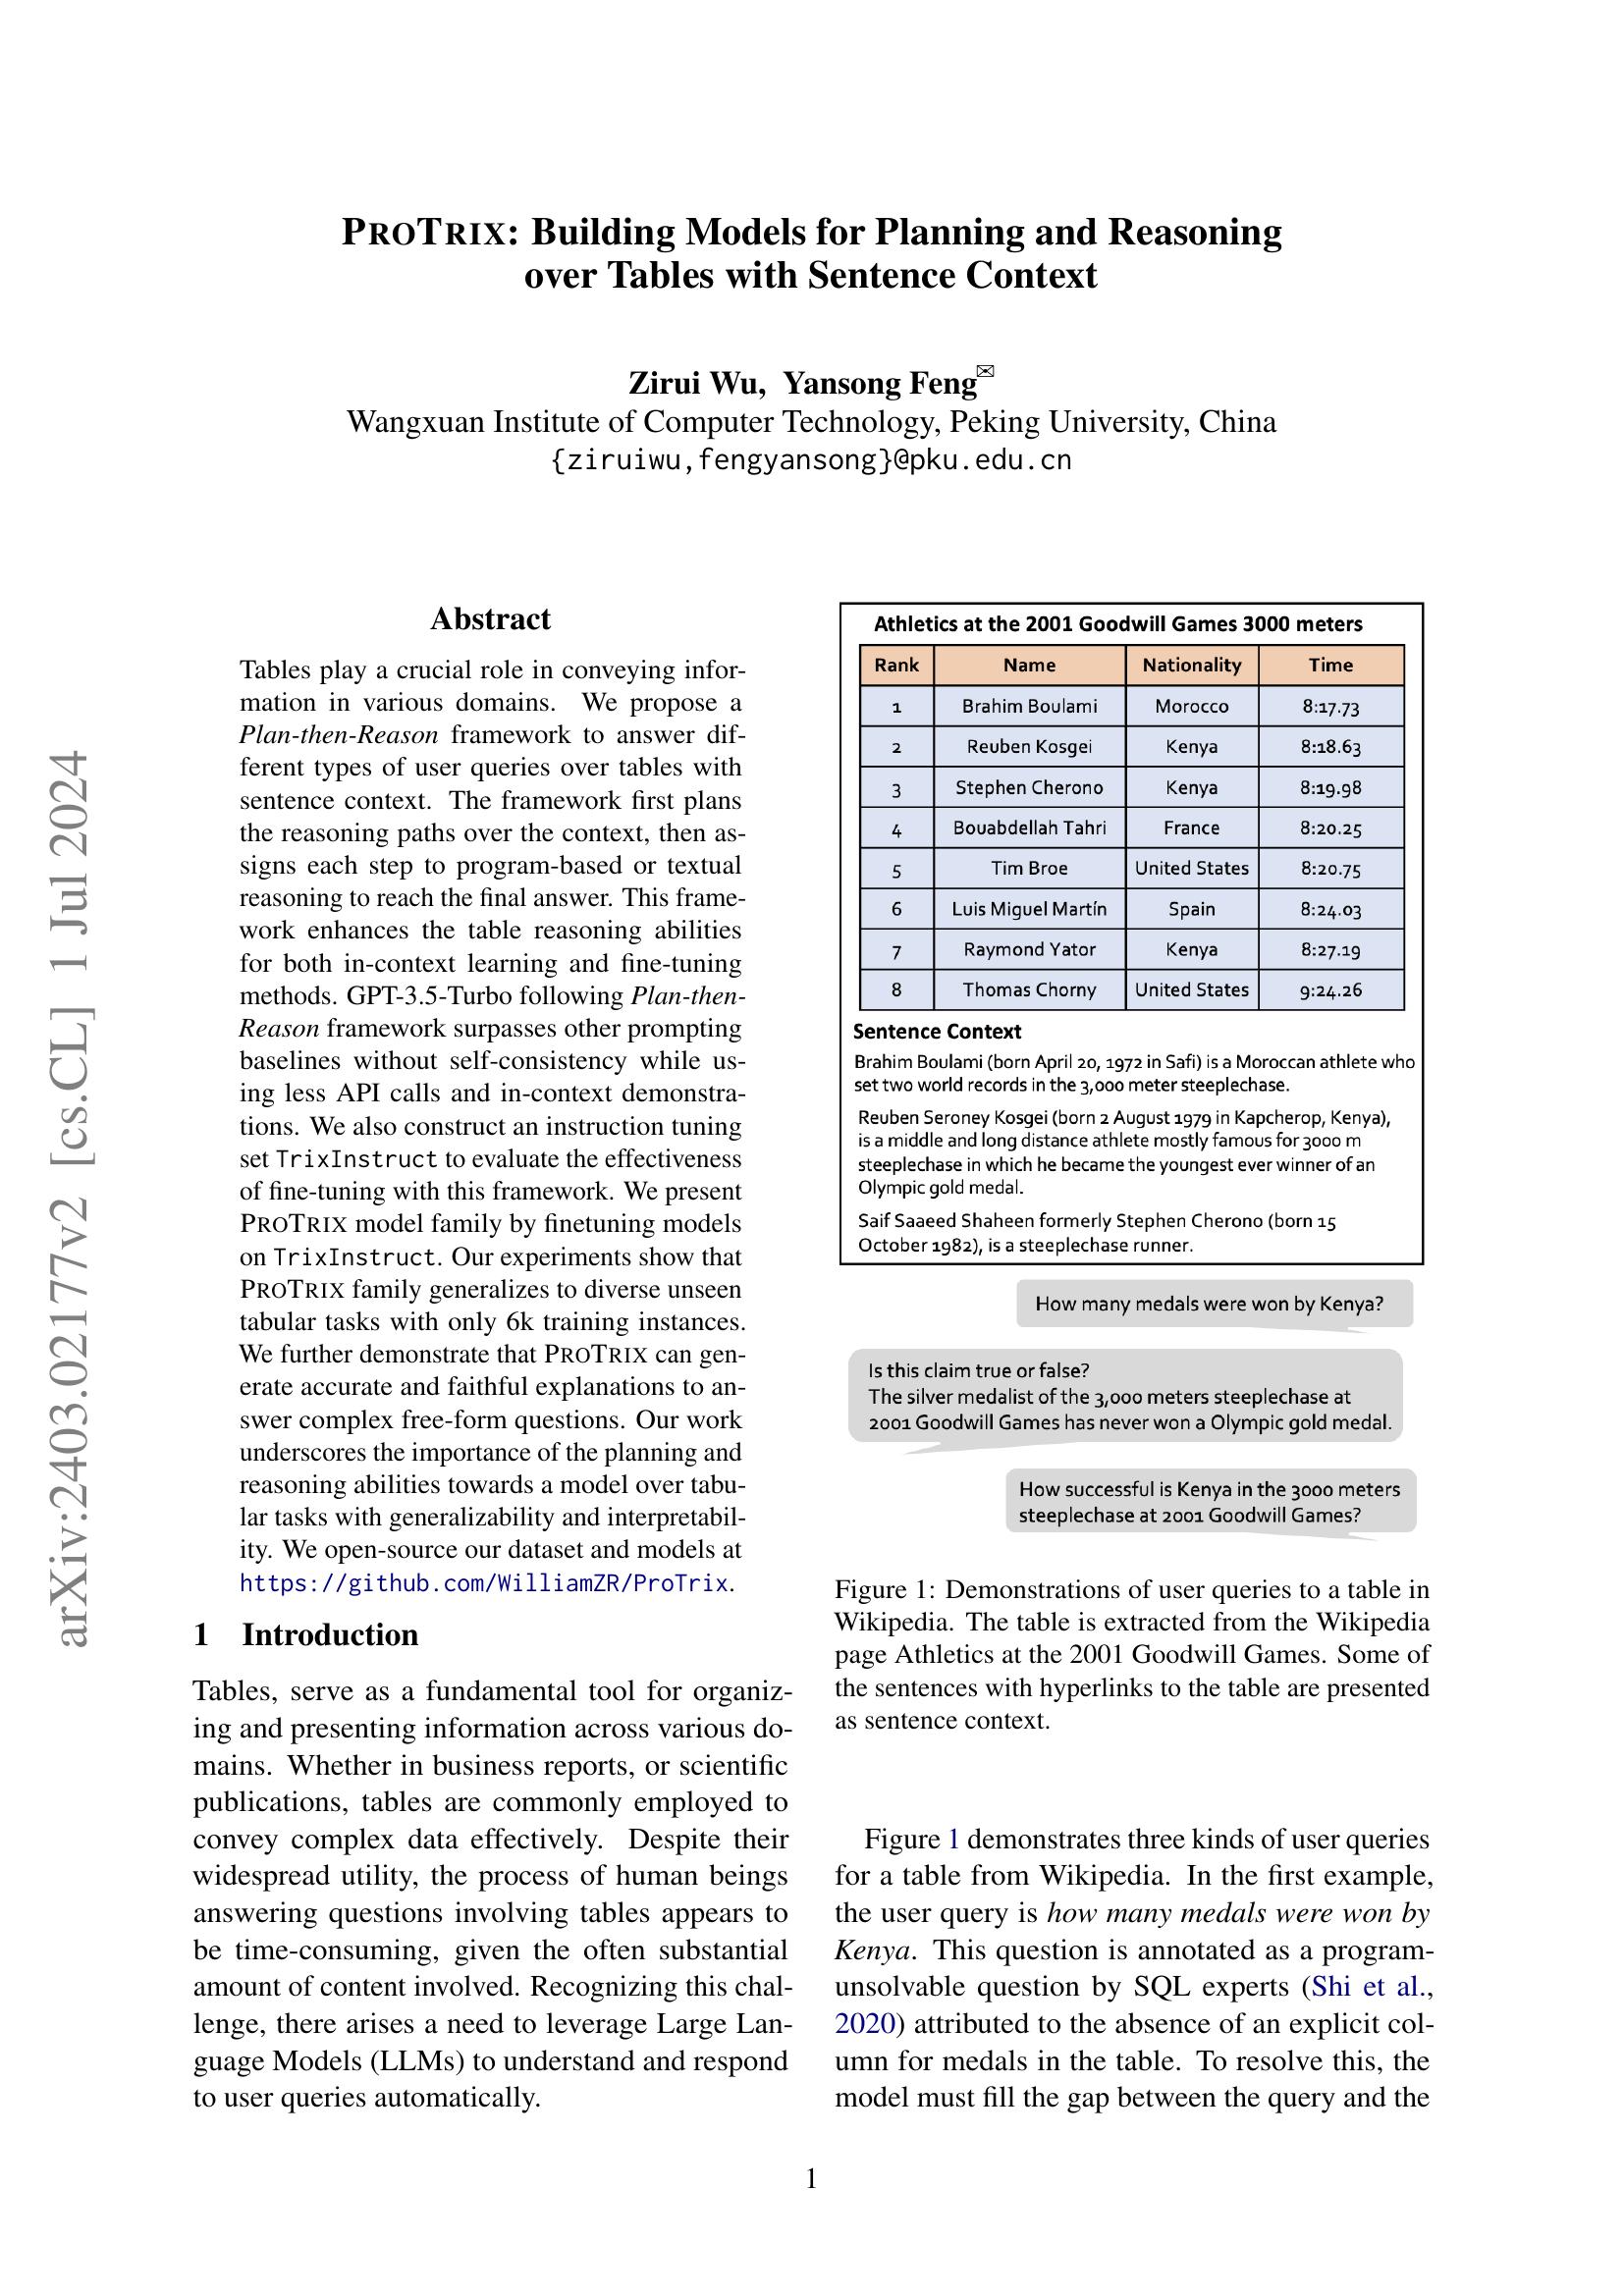 PROTRIX: Building Models for Planning and Reasoning
over Tables with Sentence Context
Zirui Wu, Yansong Feng✉
Wangxuan Institute of Computer Technology, Peking University, China
{ziruiwu,fengyansong}@pku.edu.cn
arXiv:2403.02177v2 [cs.CL] 1 Jul 2024
Abstract
Tables play a crucial role in conveying infor-
mation in various domains. We propose a
Plan-then-Reason framework to answer dif-
ferent types of user queries over tables with
sentence context. The framework first plans
the reasoning paths over the context, then as-
signs each step to program-based or textual
reasoning to reach the final answer. This frame-
work enhances the table reasoning abilities
for both in-context learning and fine-tuning
methods. GPT-3.5-Turbo following Plan-then-
Reason framework surpasses other prompting
baselines without self-consistency while us-
ing less API calls and in-context demonstra-
tions. We also construct an instruction tuning
set TrixInstruct to evaluate the effectiveness
of fine-tuning with this framework. We present
PROTRIX model family by finetuning models
on TrixInstruct. Our experiments show that
PROTRIX family generalizes to diverse unseen
tabular tasks with only 6k training instances.
We further demonstrate that PROTRIX can gen-
erate accurate and faithful explanations to an-
swer complex free-form questions. Our work
underscores the importance of the planning and
reasoning abilities towards a model over tabu-
lar tasks with generalizability and interpretabil-
ity. We open-source our dataset and models at
https://github.com/WilliamZR/ProTrix.
1 Introduction
Tables, serve as a fundamental tool for organiz-
ing and presenting information across various do-
mains. Whether in business reports, or scientific
publications, tables are commonly employed to
convey complex data effectively. Despite their
widespread utility, the process of human beings
answering questions involving tables appears to
be time-consuming, given the often substantial
amount of content involved. Recognizing this chal-
lenge, there arises a need to leverage Large Lan-
guage Models (LLMs) to understand and respond
to user queries automatically.
Athletics at the 2001 Goodwill Games 3000 meters
Rank Name Nationality Time
1 Brahim Boulami Morocco 8:17.73
2 Reuben Kosgei Kenya 8:18.63
3 Stephen Cherono Kenya 8:19.98
4 Bouabdellah Tahri France 8:20.25
5 Tim Broe United States 8:20.75
6 Luis Miguel Martín Spain 8:24.03
7 Raymond Yator Kenya 8:27.19
8 Thomas Chorny United States 9:24.26
Sentence Context
Brahim Boulami (born April 20, 1972 in Safi) is a Moroccan athlete who
set two world records in the 3,000 meter steeplechase.
Reuben Seroney Kosgei (born 2 August 1979 in Kapcherop, Kenya),
is a middle and long distance athlete mostly famous for 3000 m
steeplechase in which he became the youngest ever winner of an
Olympic gold medal.
Saif Saaeed Shaheen formerly Stephen Cherono (born 15
October 1982), is a steeplechase runner.
How many medals were won by Kenya?
Is this claim true or false?
The silver medalist of the 3,000 meters steeplechase at
2001 Goodwill Games has never won a Olympic gold medal.
How successful is Kenya in the 3000 meters
steeplechase at 2001 Goodwill Games?
Figure 1: Demonstrations of user queries to a table in
Wikipedia. The table is extracted from the Wikipedia
page Athletics at the 2001 Goodwill Games. Some of
the sentences with hyperlinks to the table are presented
as sentence context.
Figure 1 demonstrates three kinds of user queries
for a table from Wikipedia. In the first example,
the user query is how many medals were won by
Kenya. This question is annotated as a program-
unsolvable question by SQL experts (Shi et al.,
2020) attributed to the absence of an explicit col-
umn for medals in the table. To resolve this, the
model must fill the gap between the query and the
1